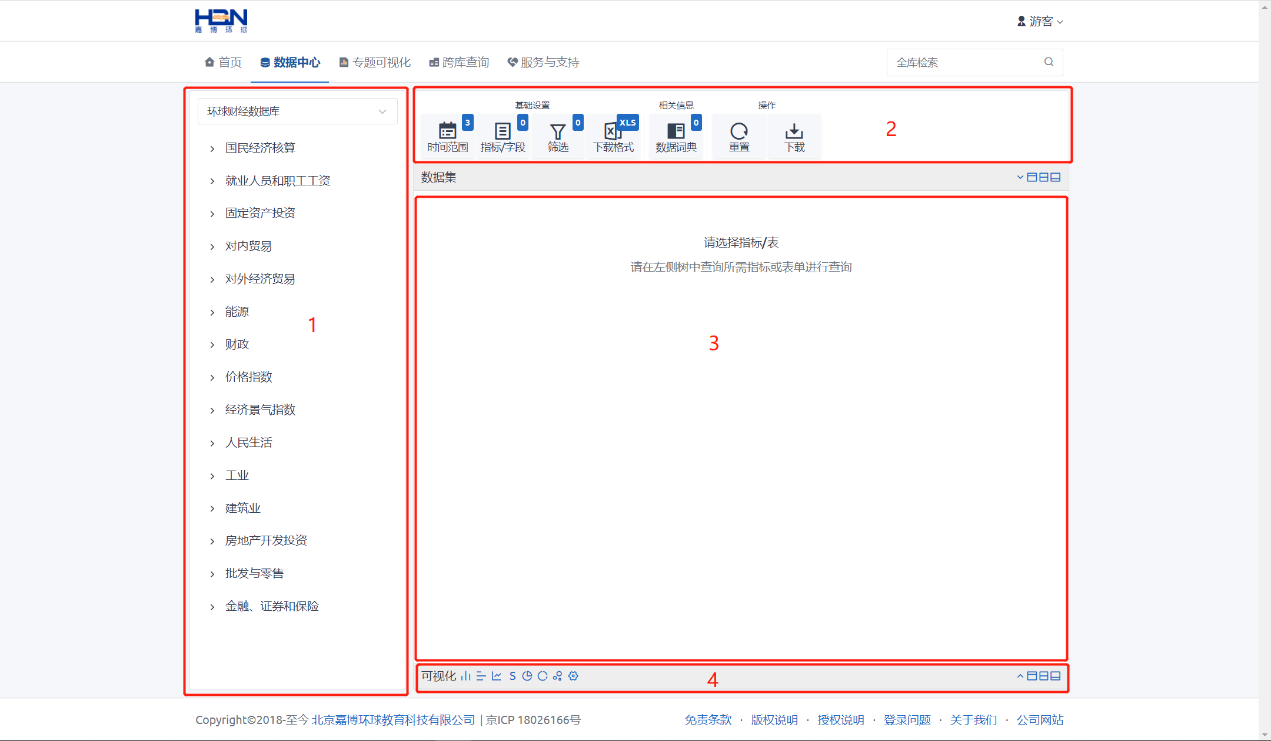 HBN
嘉博环球
游客
首页 数据中心 专题可视化 跨库查询 服务与支持
全库检索
环球财经数据库
国民经济核算
就业人员和职工工资
固定资产投资
对内贸易
对外经济贸易
能源
财政
价格指数
经济景气指数
人民生活
工业
建筑业
房地产开发投资
批发与零售
金融、证券和保险
1
基础设置 相关信息 操作
3 0 0 XLS 0
时间范围 指标/字段 筛选 下载格式 数据词典 重置 下载
2
数据集
请选择指标/表
请在左侧树中查询所需指标或表单进行查询
3
可视化
4
Copyright©2018-至今 北京嘉博环球教育科技有限公司 | 京ICP 18026166号
免责条款 · 版权说明 · 授权说明 · 登录问题 · 关于我们 · 公司网站